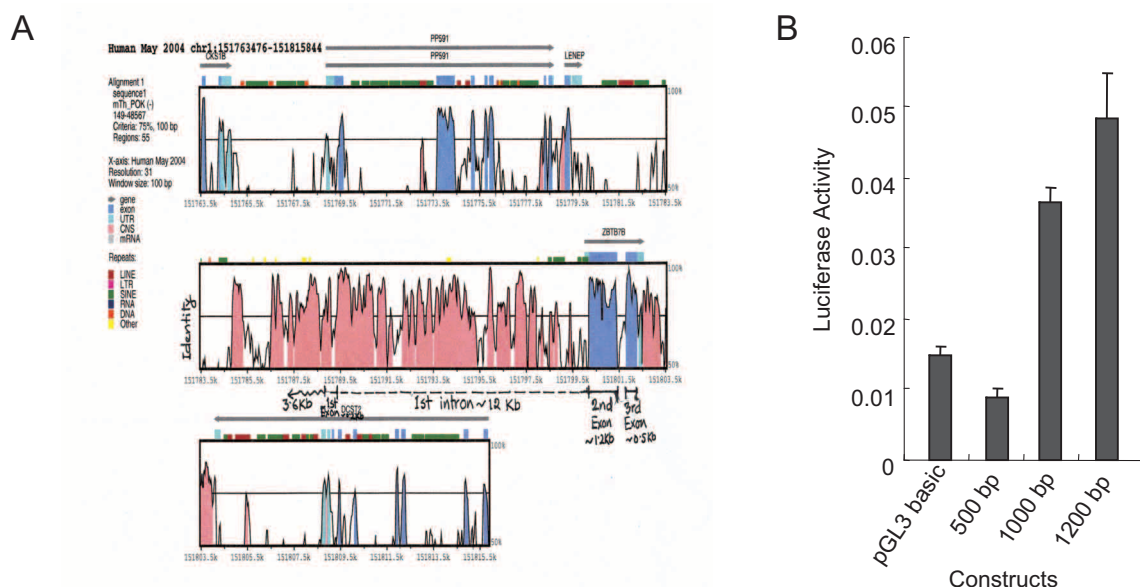 A
Human May 2004 chr1:151763476-151815844
PP591
CKS1B
PP591
LENEP
Alignment 1
sequence1
mTh_POK (-)
149-48567
Criteria: 75%, 100 bp
Regions: 55
X-axis: Human May 2004
Resolution: 31
Window size: 100 bp
gene
exon
UTR
CNS
mRNA
Repeats:
LINE
LTR
SINE
RNA
DNA
Other
100%
50%
151763.5k 151765.5k 151767.5k 151769.5k 151771.5k 151773.5k 151775.5k 151777.5k 151779.5k 151781.5k 151783.5k
ZBTB7B
Identity
100%
50%
151783.5k 151785.5k 151787.5k 151789.5k 151791.5k 151793.5k 151795.5k 151797.5k 151799.5k 151801.5k 151803.5k
3.6Kb
1st
Exon
DCST2
1st intron ~ 12 Kb
2nd
Exon
~1.2Kb
3rd
Exon
~0.5Kb
100%
50%
151803.5k 151805.5k 151807.5k 151809.5k 151811.5k 151813.5k 151815.5k
B
Luciferase Activity
0.06
0.05
0.04
0.03
0.02
0.01
0
pGL3 basic
500 bp
1000 bp
1200 bp
Constructs